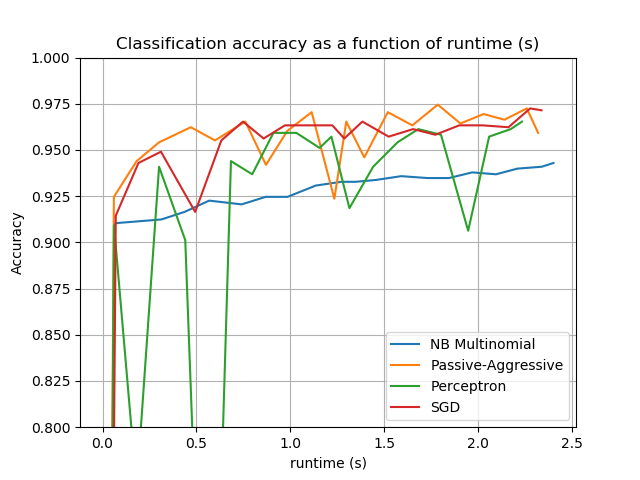 Classification accuracy as a function of runtime (s)
1.000
0.975
0.950
0.925
0.900
0.875
0.850
0.825
0.800
Accuracy
NB Multinomial
Passive-Aggressive
Perceptron
SGD
0.0 0.5 1.0 1.5 2.0 2.5
runtime (s)